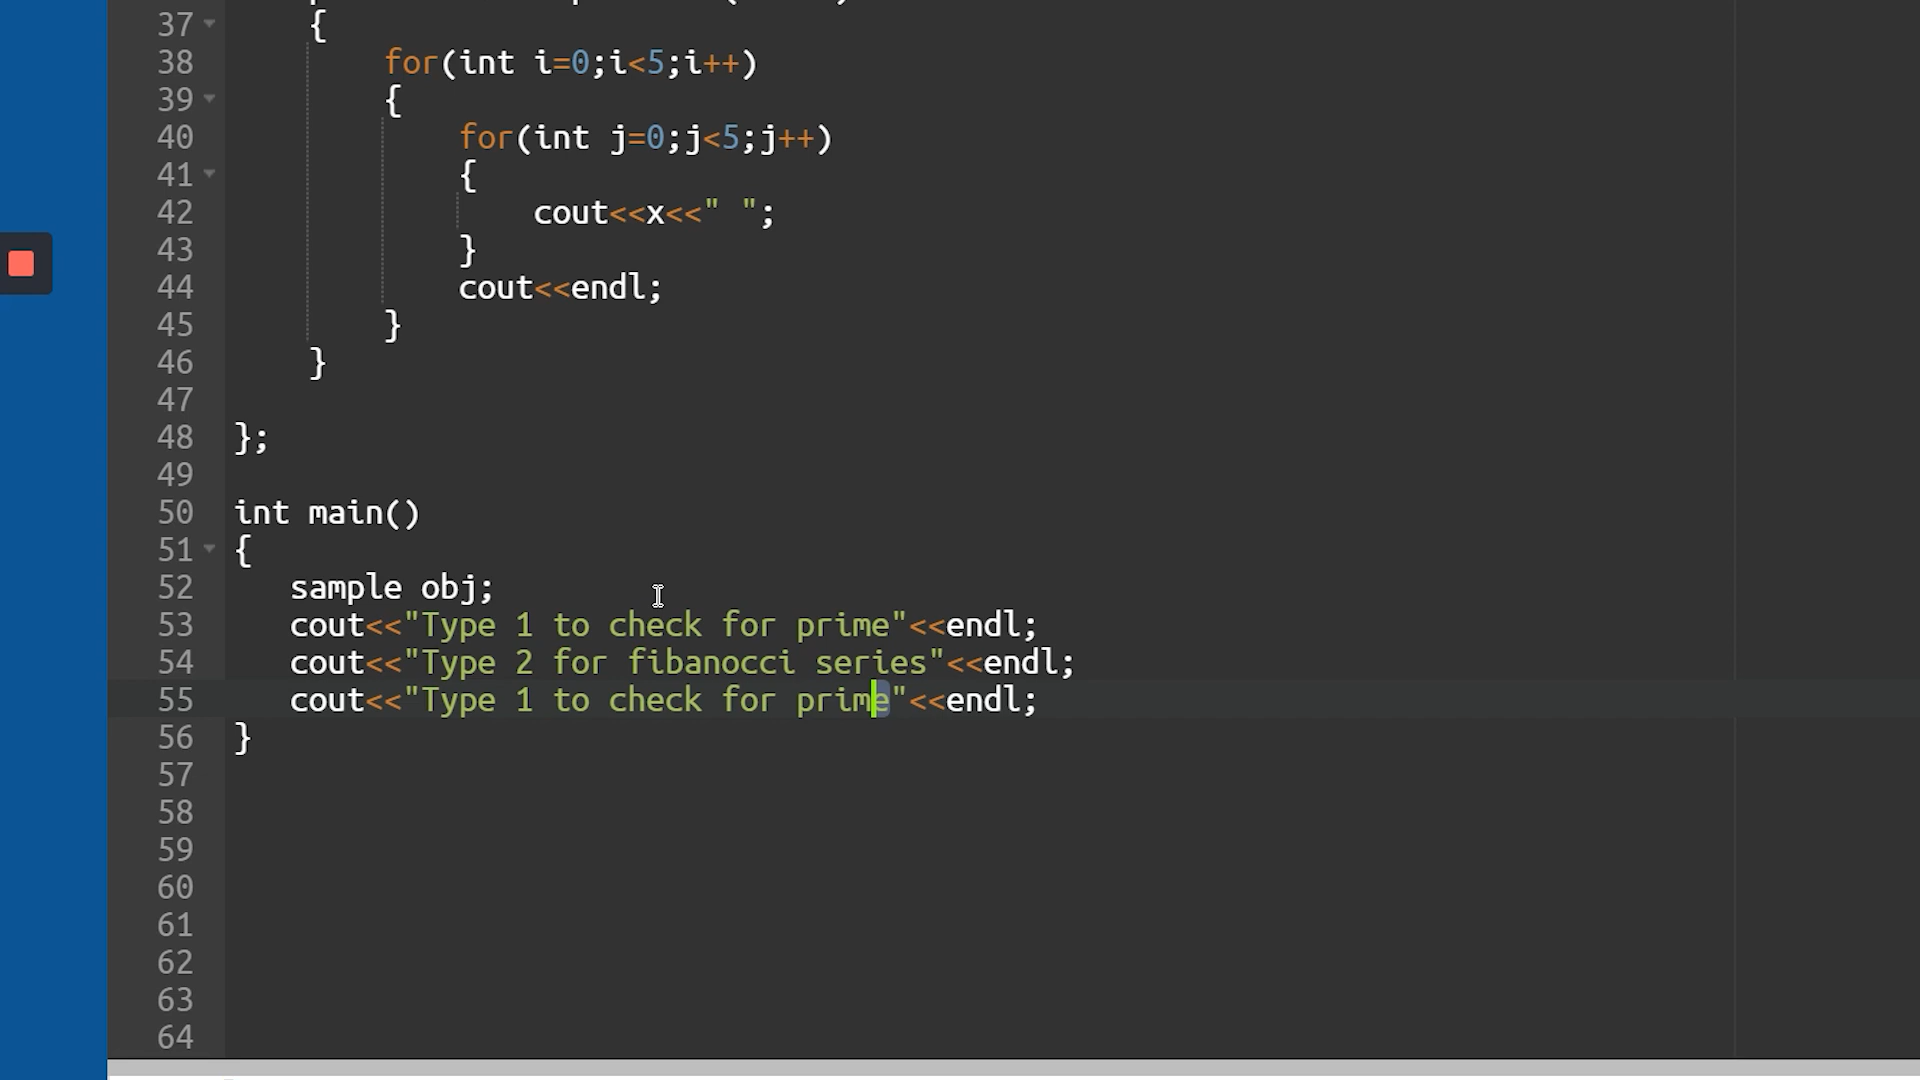 37 {
38 for(int i=0;i<5;i++)
39 {
40 for(int j=0;j<5;j++)
41 {
42 cout<<x<<" ";
43 }
44 cout<<endl;
45 }
46 }
47
48 };
49
50 int main()
51 {
52 sample obj;
53 cout<<"Type 1 to check for prime"<<endl;
54 cout<<"Type 2 for fibanocci series"<<endl;
55 cout<<"Type 1 to check for prime"<<endl;
56 }
57
58
59
60
61
62
63
64